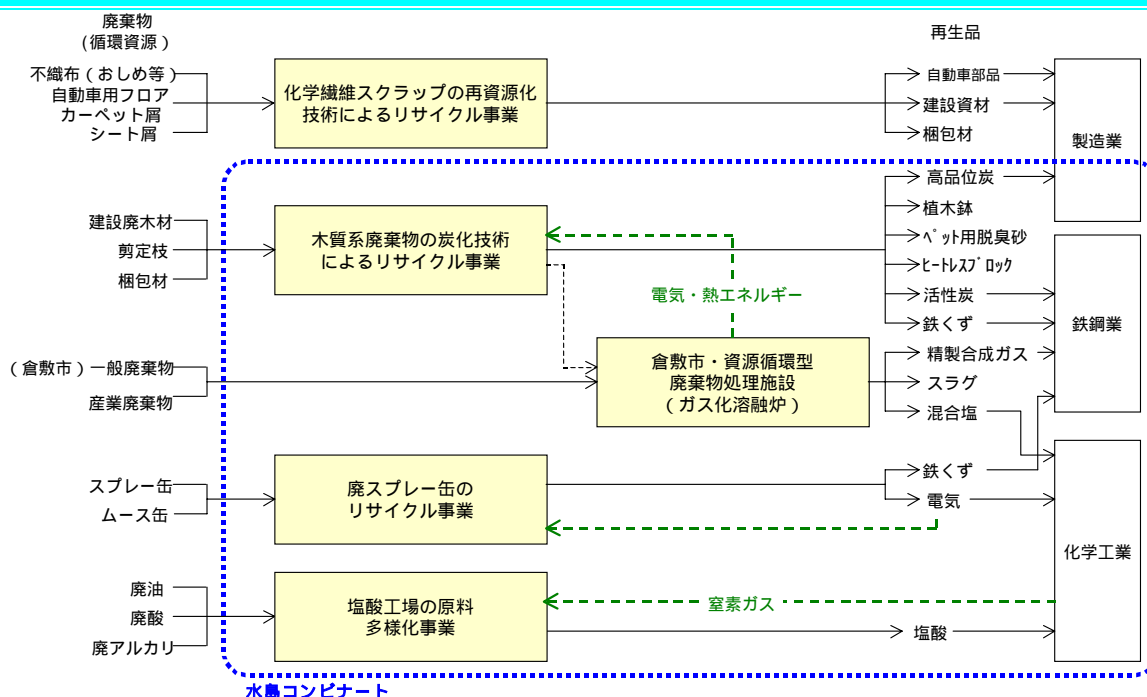 廃棄物
(循環資源)
再生品
不織布(おしめ等)
自動車用フロア
カーペット屑
シート屑
化学繊維スクラップの再資源化
技術によるリサイクル事業
自動車部品
建設資材
梱包材
製造業
建設廃木材
剪定枝
梱包材
木質系廃棄物の炭化技術
によるリサイクル事業
高品位炭
植木鉢
ペット用脱臭砂
ヒートレスブロック
活性炭
鉄くず
電気・熱エネルギー
鉄鋼業
(倉敷市)一般廃棄物
産業廃棄物
倉敷市・資源循環型
廃棄物処理施設
(ガス化溶融炉)
精製合成ガス
スラグ
混合塩
スプレー缶
ムース缶
廃スプレー缶の
リサイクル事業
鉄くず
電気
化学工業
廃油
廃酸
廃アルカリ
塩酸工場の原料
多様化事業
窒素ガス
塩酸
水島コンビナート